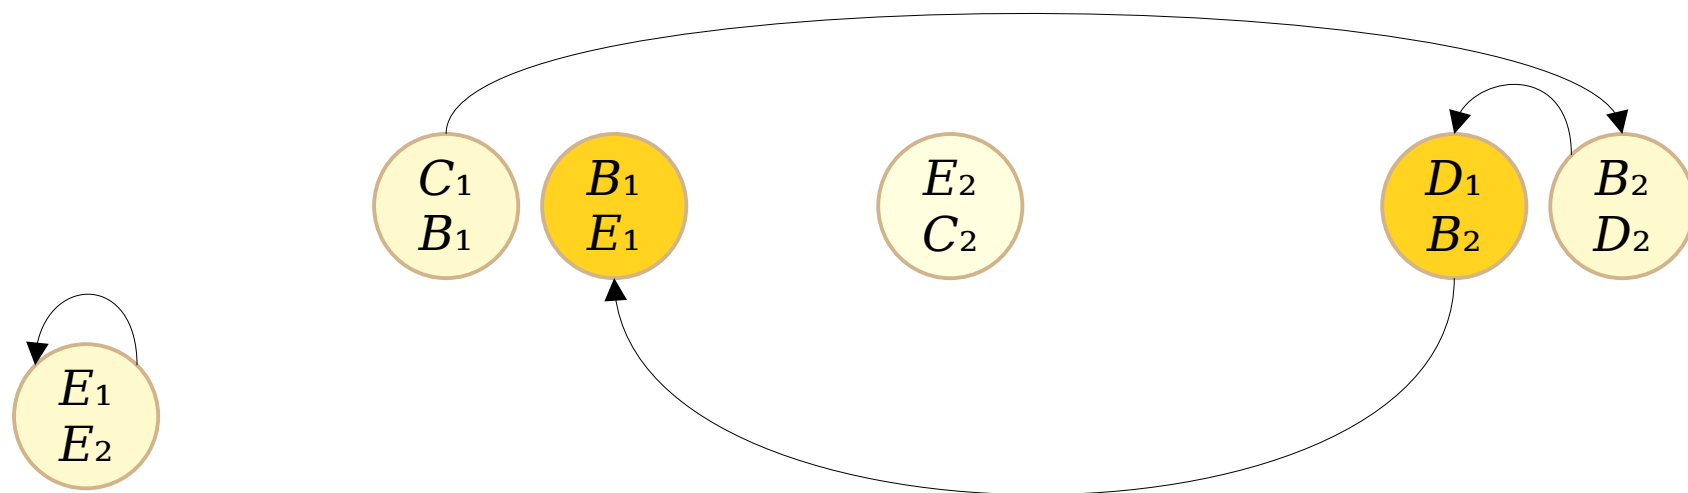 C₁
B₁
B₁
E₁
E₂
C₂
D₁
B₂
B₂
D₂
E₁
E₂